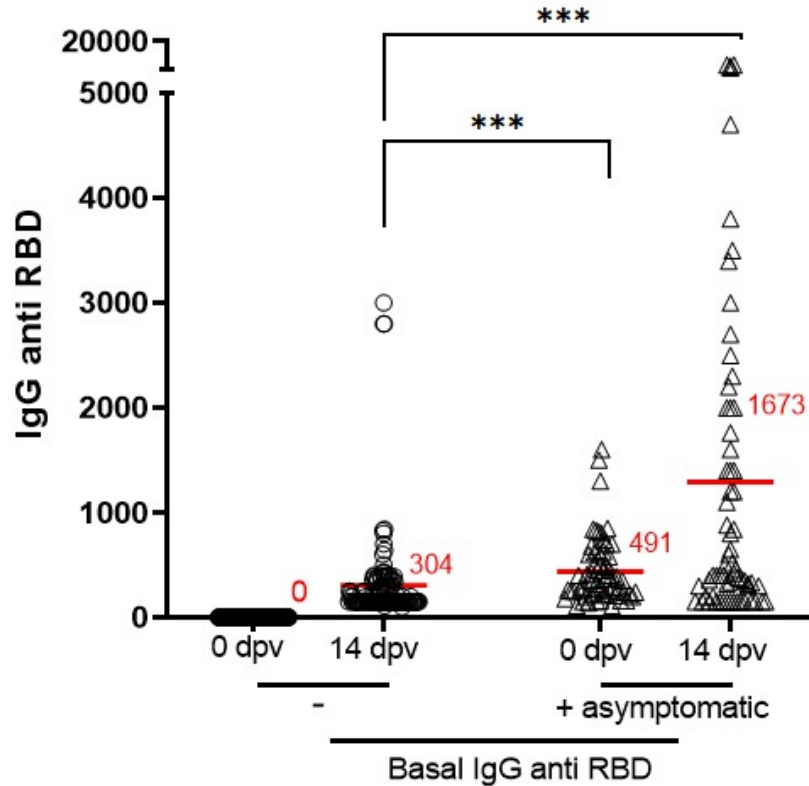 ***
20000
5000
***
4000
IgG anti RBD
3000
2000
1673
1000
491
304
0
0
0 dpv
14 dpv
0 dpv
14 dpv
-
+ asymptomatic
Basal IgG anti RBD